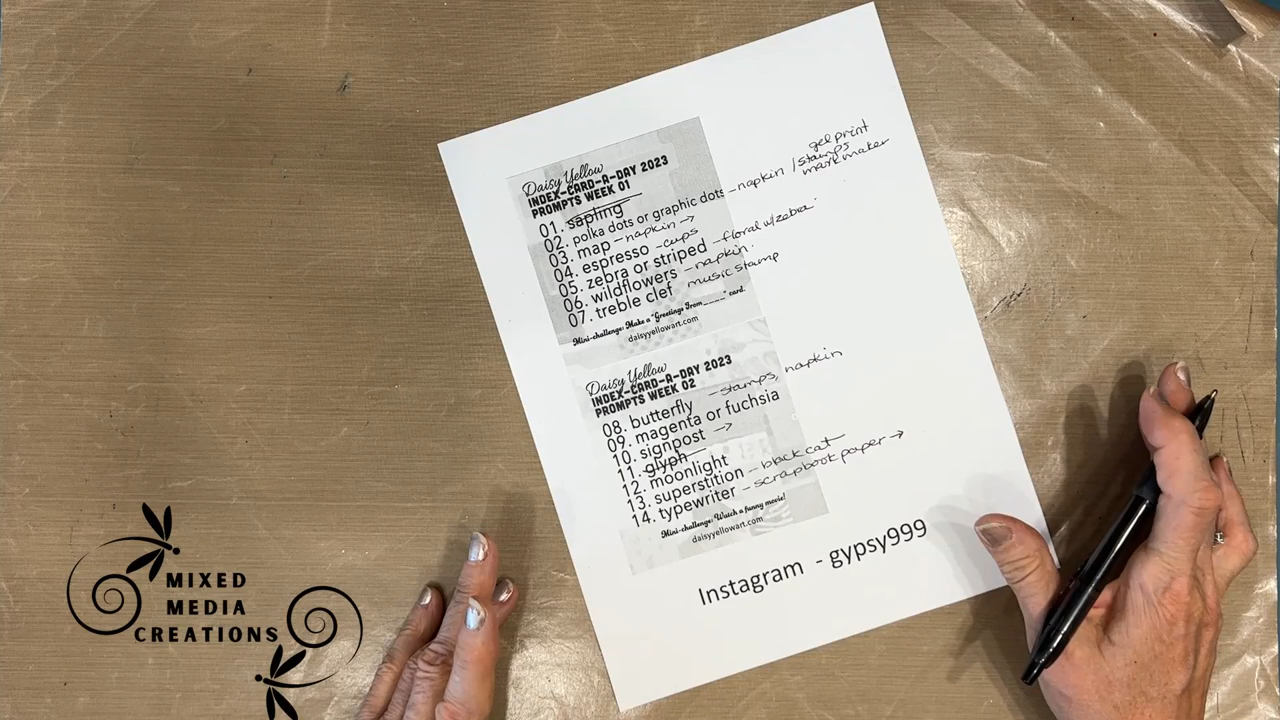 Daisy Yellow
INDEX-CARD-A-DAY 2023
PROMPTS WEEK 01
01. sapling
02. polka dots or graphic dots - napkin / stamps
gel print
mark maker
03. map - napkin →
04. espresso - cups
05. zebra or striped - floral w/zebra
06. wildflowers - napkin.
07. treble clef music stamp
Mini-challenge: Make a "Greetings From____" card.
daisyyellowart.com
Daisy Yellow
INDEX-CARD-A-DAY 2023
PROMPTS WEEK 02
08. butterfly - stamps, napkin
09. magenta or fuchsia
10. signpost →
11. glyph
12. moonlight
13. superstition - black cat
14. typewriter - scrapbook paper →
Mini-challenge: Watch a funny movie!
daisyyellowart.com
Instagram - gypsy999
MIXED
MEDIA
CREATIONS